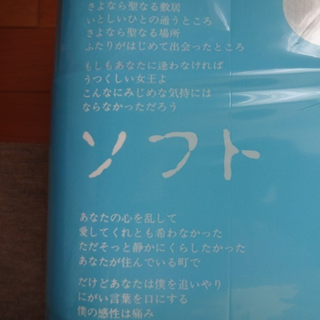 さよなら聖なる敷居
いとしいひとの通うところ
さよなら聖なる場所
ふたりがはじめて出会ったところ
もしもあなたに逢わなければ
うつくしい女王よ
こんなにみじめな気持には
ならなかっただろう
ソフト
あなたの心を乱して
愛してくれとも希わなかった
ただそっと静かにくらしたかった
あなたが住んでいる町で
だけどあなたは僕を追いやり
にがい言葉を口にする
僕の感性は痛み